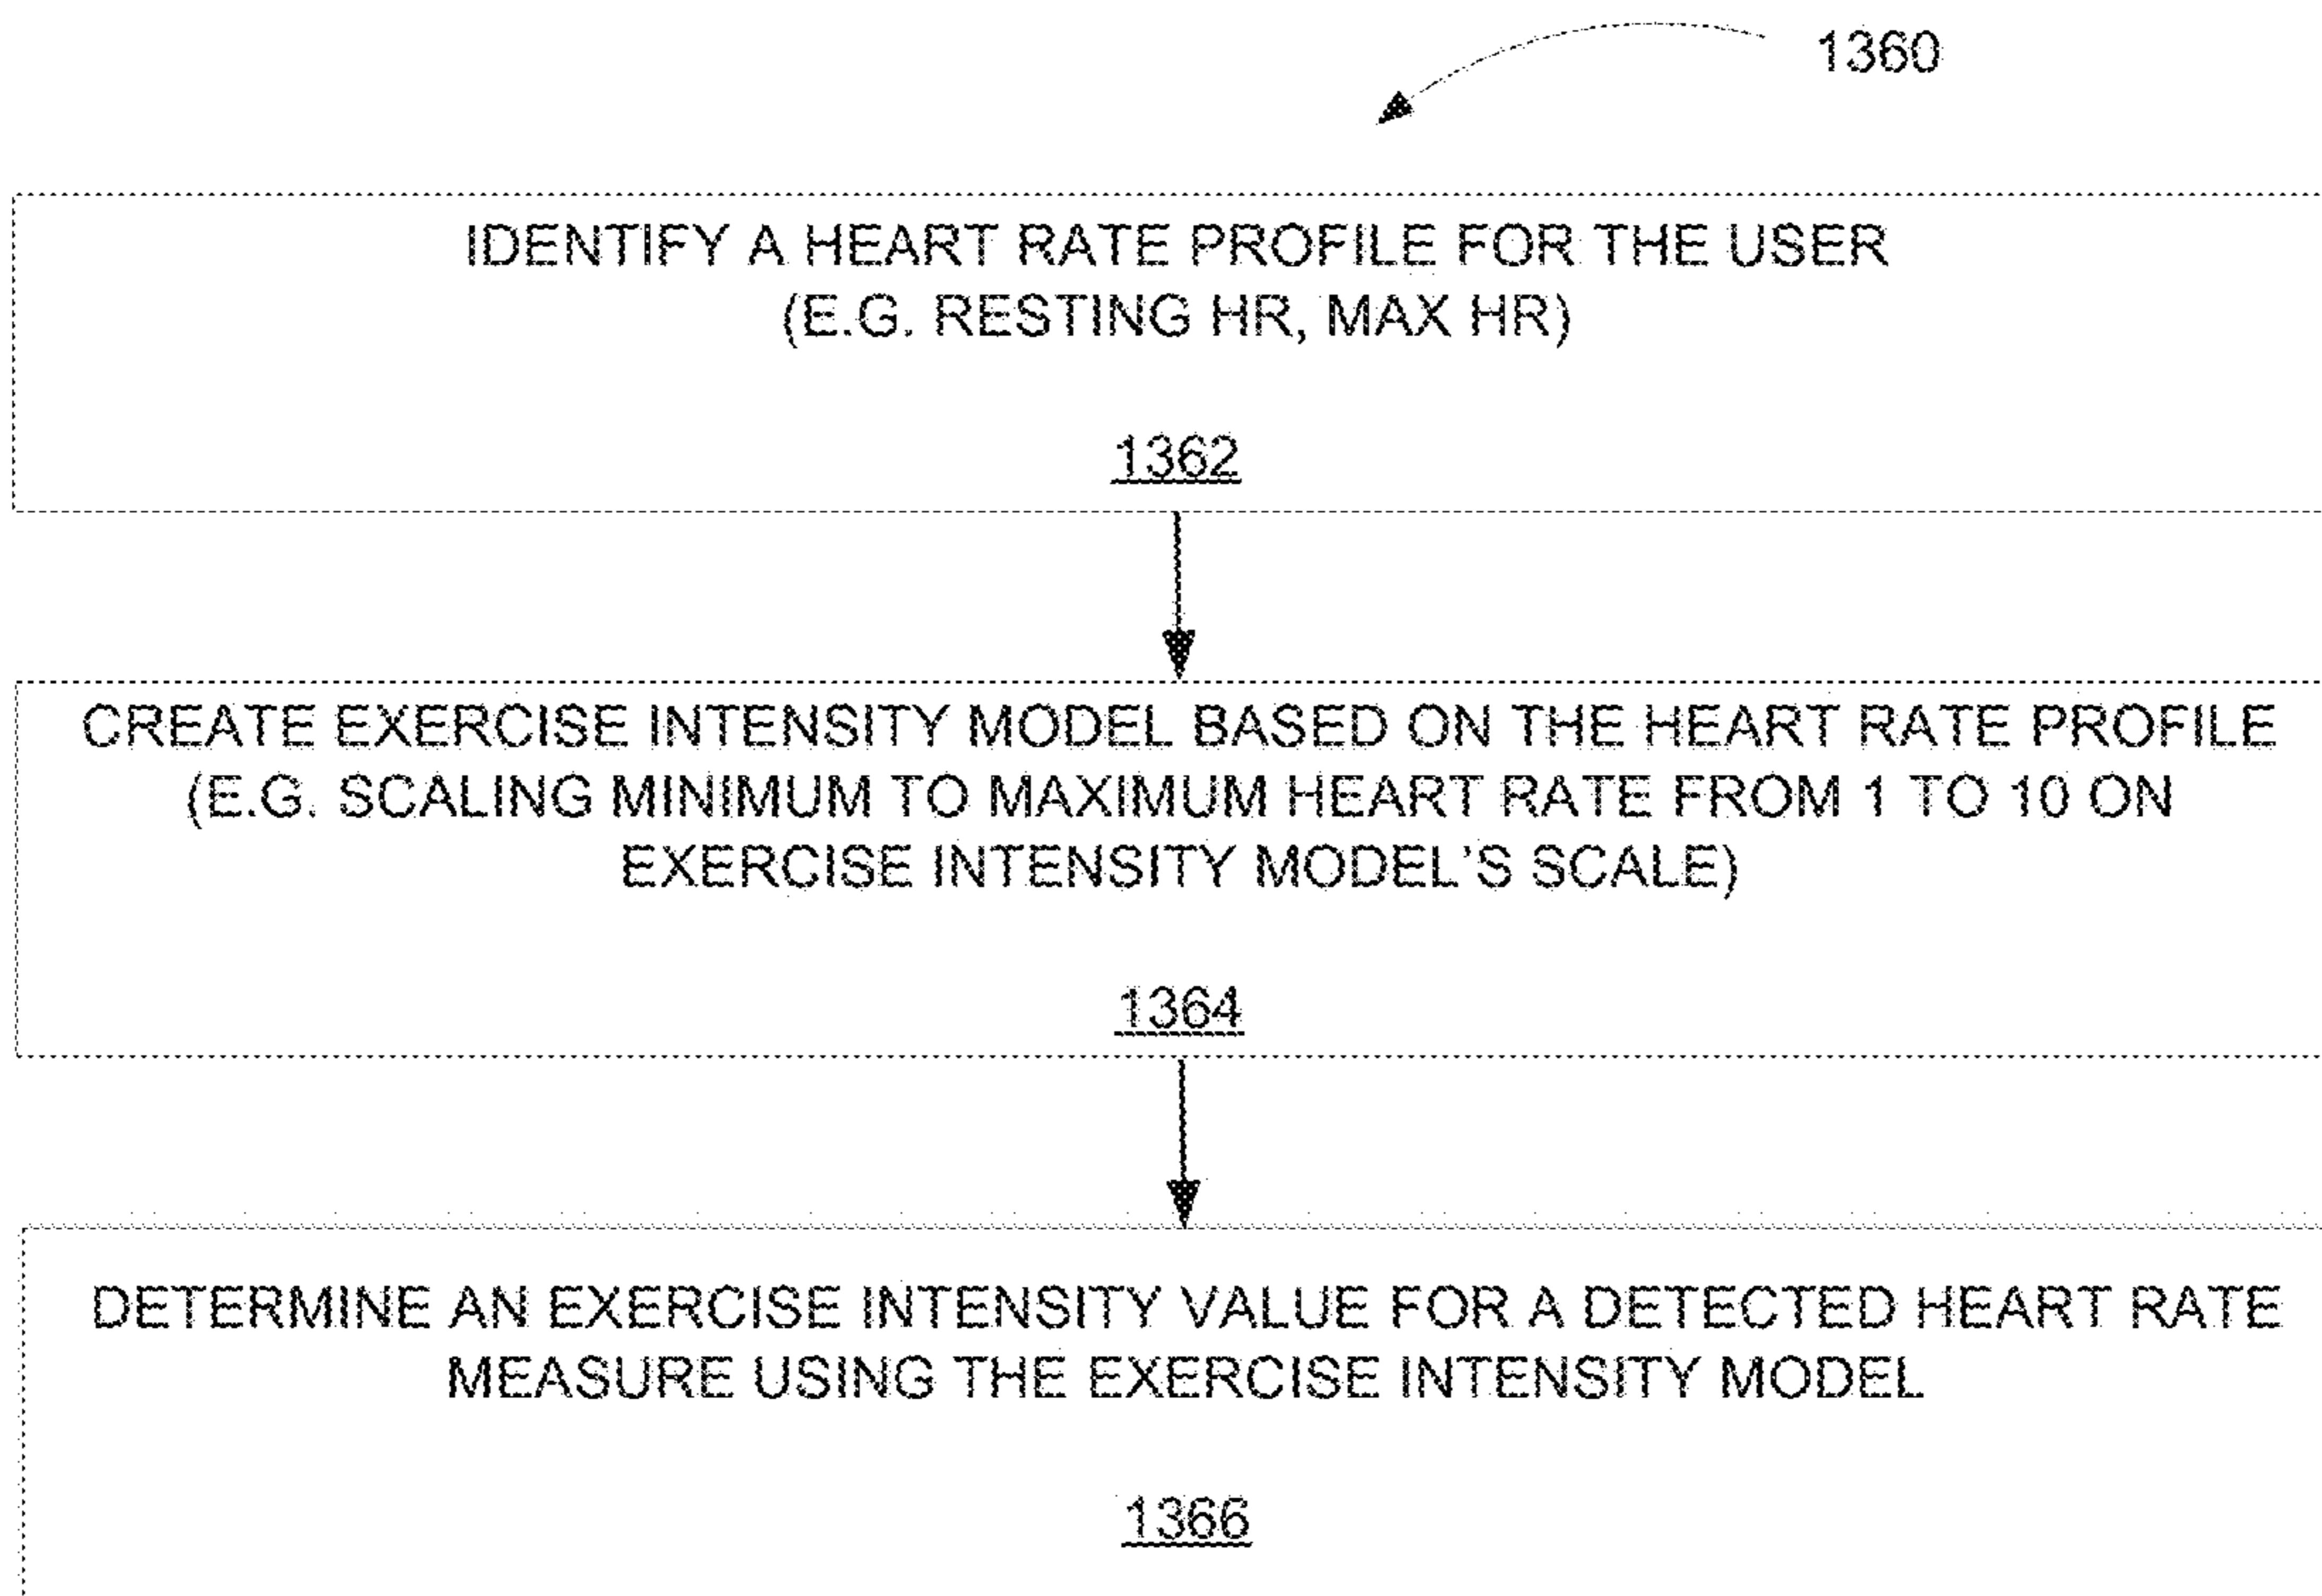 1360
IDENTIFY A HEART RATE PROFILE FOR THE USER
(E.G. RESTING HR, MAX HR)
1362
CREATE EXERCISE INTENSITY MODEL BASED ON THE HEART RATE PROFILE
(E.G. SCALING MINIMUM TO MAXIMUM HEART RATE FROM 1 TO 10 ON
EXERCISE INTENSITY MODEL'S SCALE)
1364
DETERMINE AN EXERCISE INTENSITY VALUE FOR A DETECTED HEART RATE
MEASURE USING THE EXERCISE INTENSITY MODEL
1366